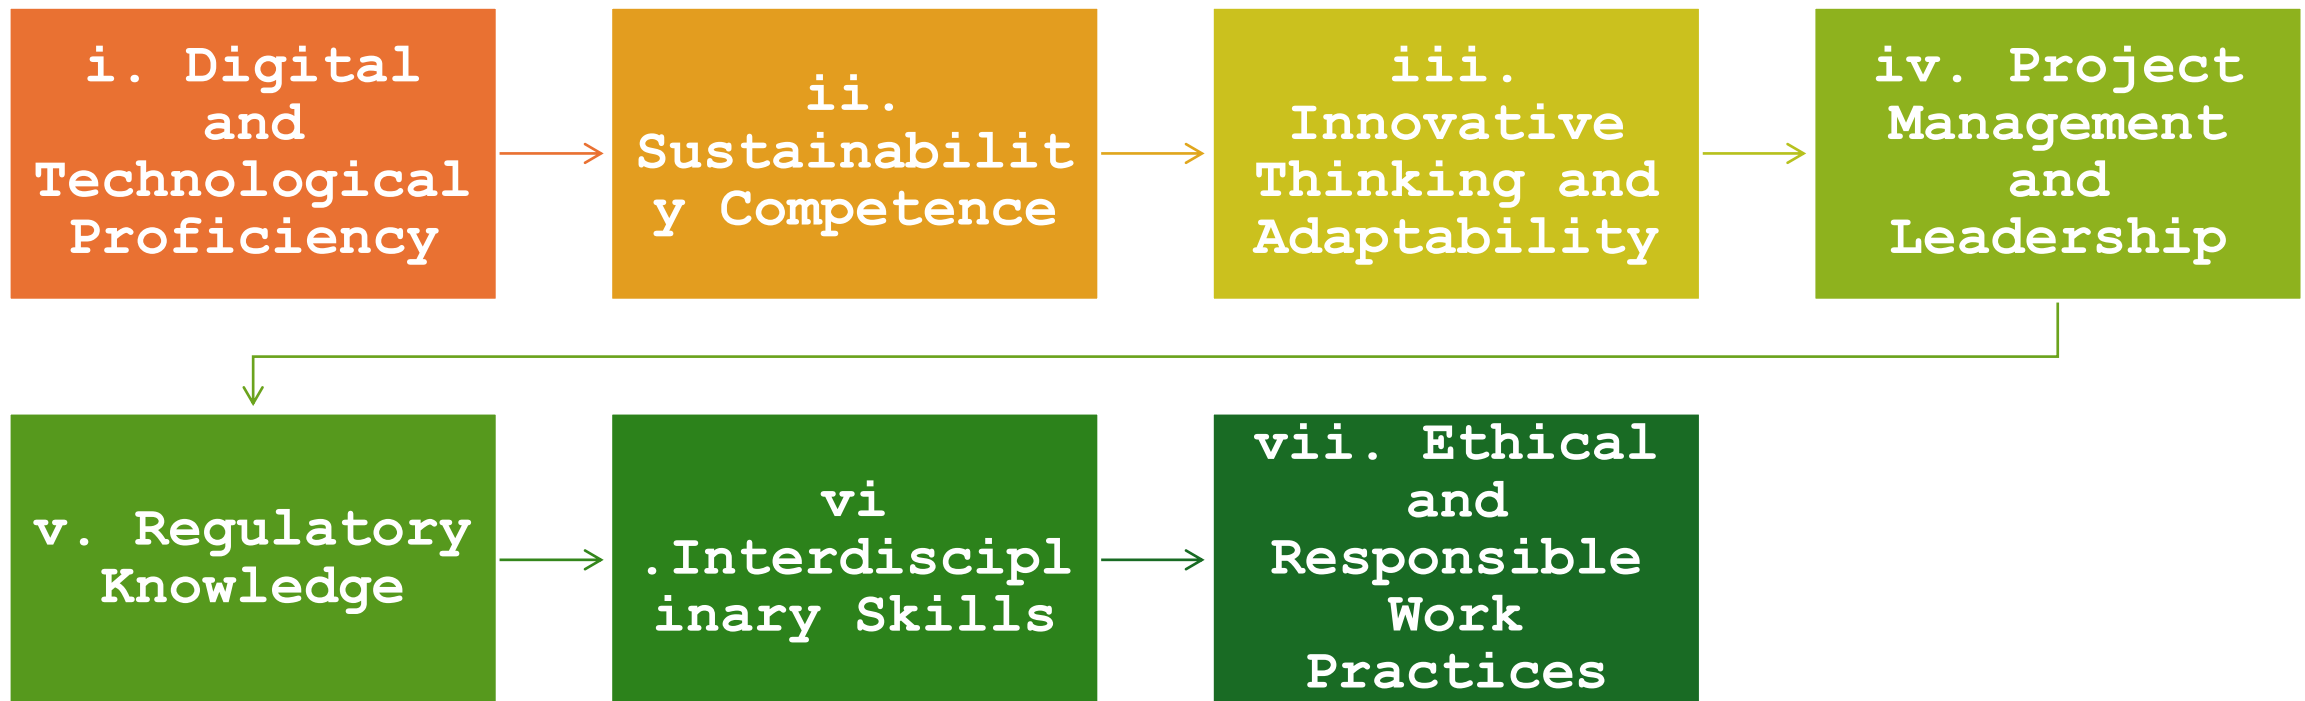 i. Digital
and
Technological
Proficiency
ii.
Sustainabilit
y Competence
iii.
Innovative
Thinking and
Adaptability
iv. Project
Management
and
Leadership
v. Regulatory
Knowledge
vi
.Interdiscipl
inary Skills
vii. Ethical
and
Responsible
Work
Practices